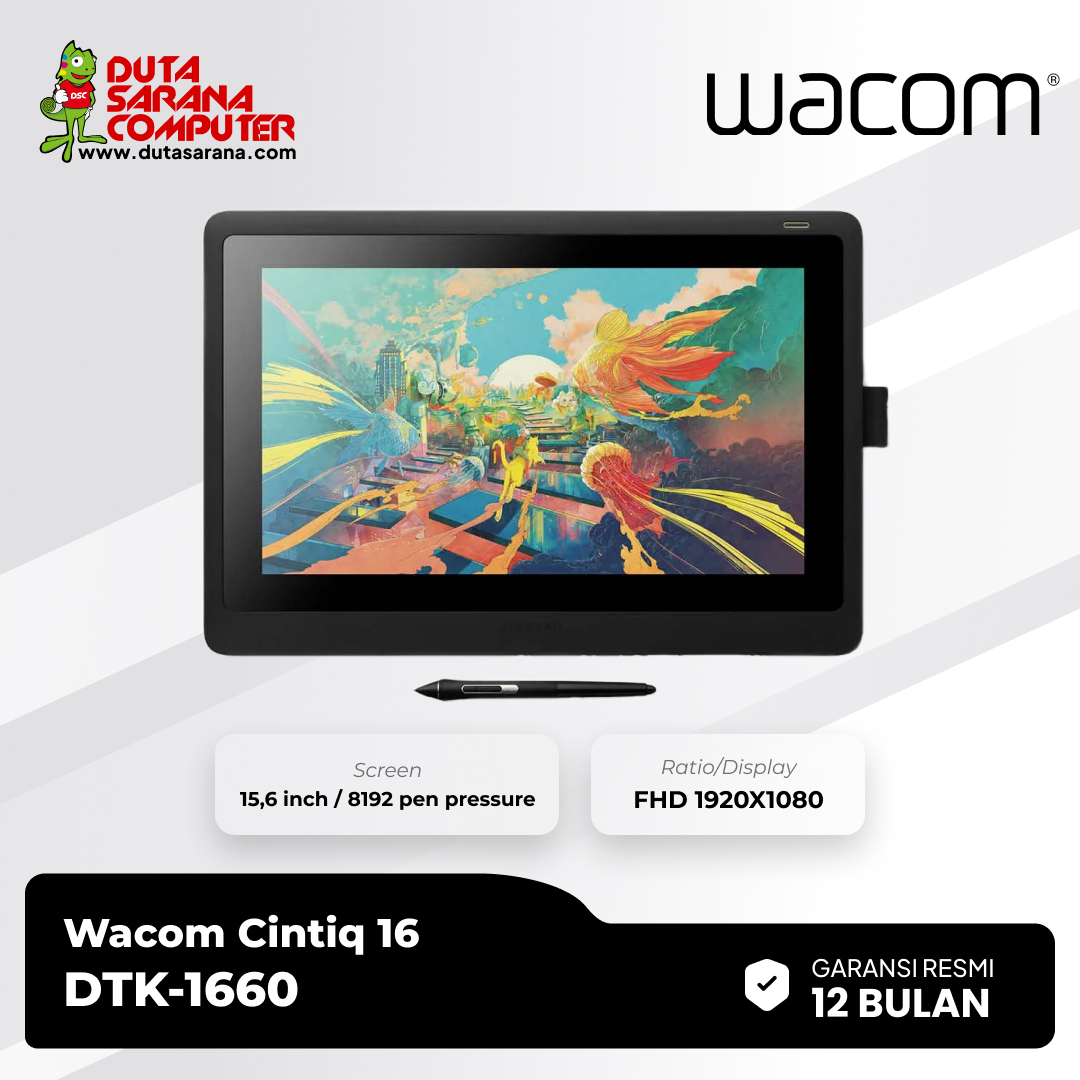 DUTA
SARANA
COMPUTER
DSC
www.dutasarana.com
wacom®
Screen
15,6 inch / 8192 pen pressure
Ratio/Display
FHD 1920X1080
Wacom Cintiq 16
DTK-1660
GARANSI RESMI
12 BULAN